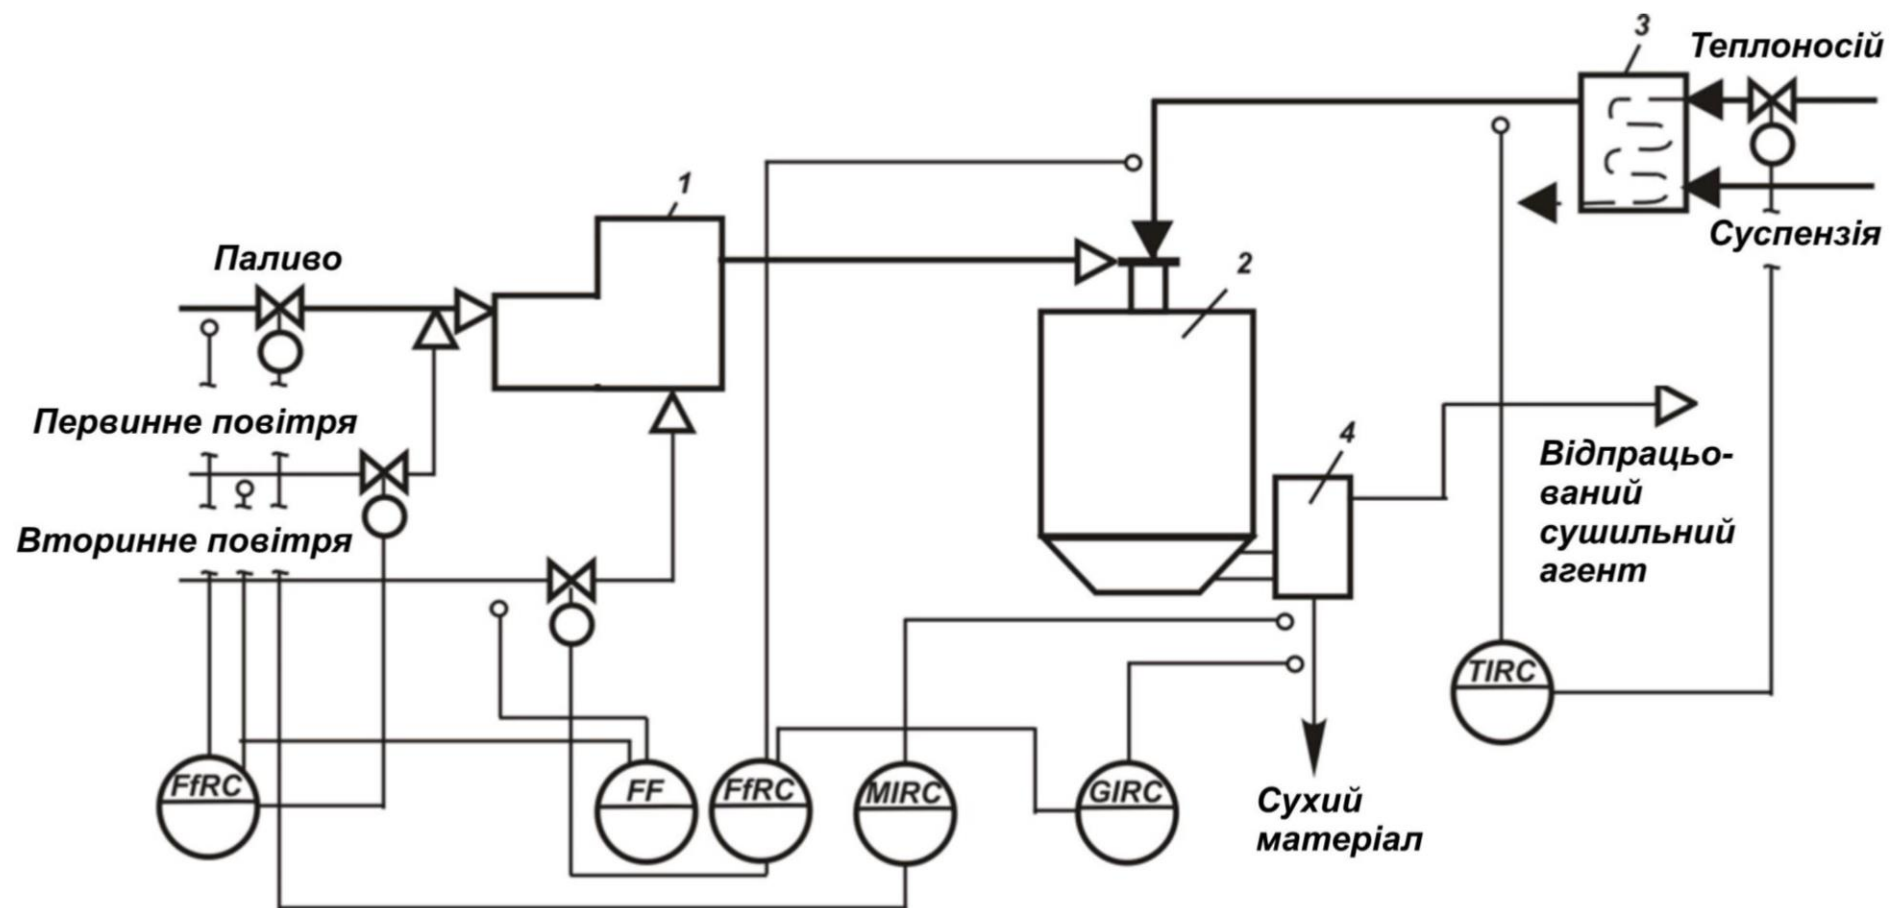 3
Теплоносій
1
Паливо
2
Суспензія
Первинне повітря
4
Відпрацьо-
ваний
сушильний
агент
Вторинне повітря
TIRC
FfRC
FF
FfRC
MIRC
GIRC
Сухий
матеріал